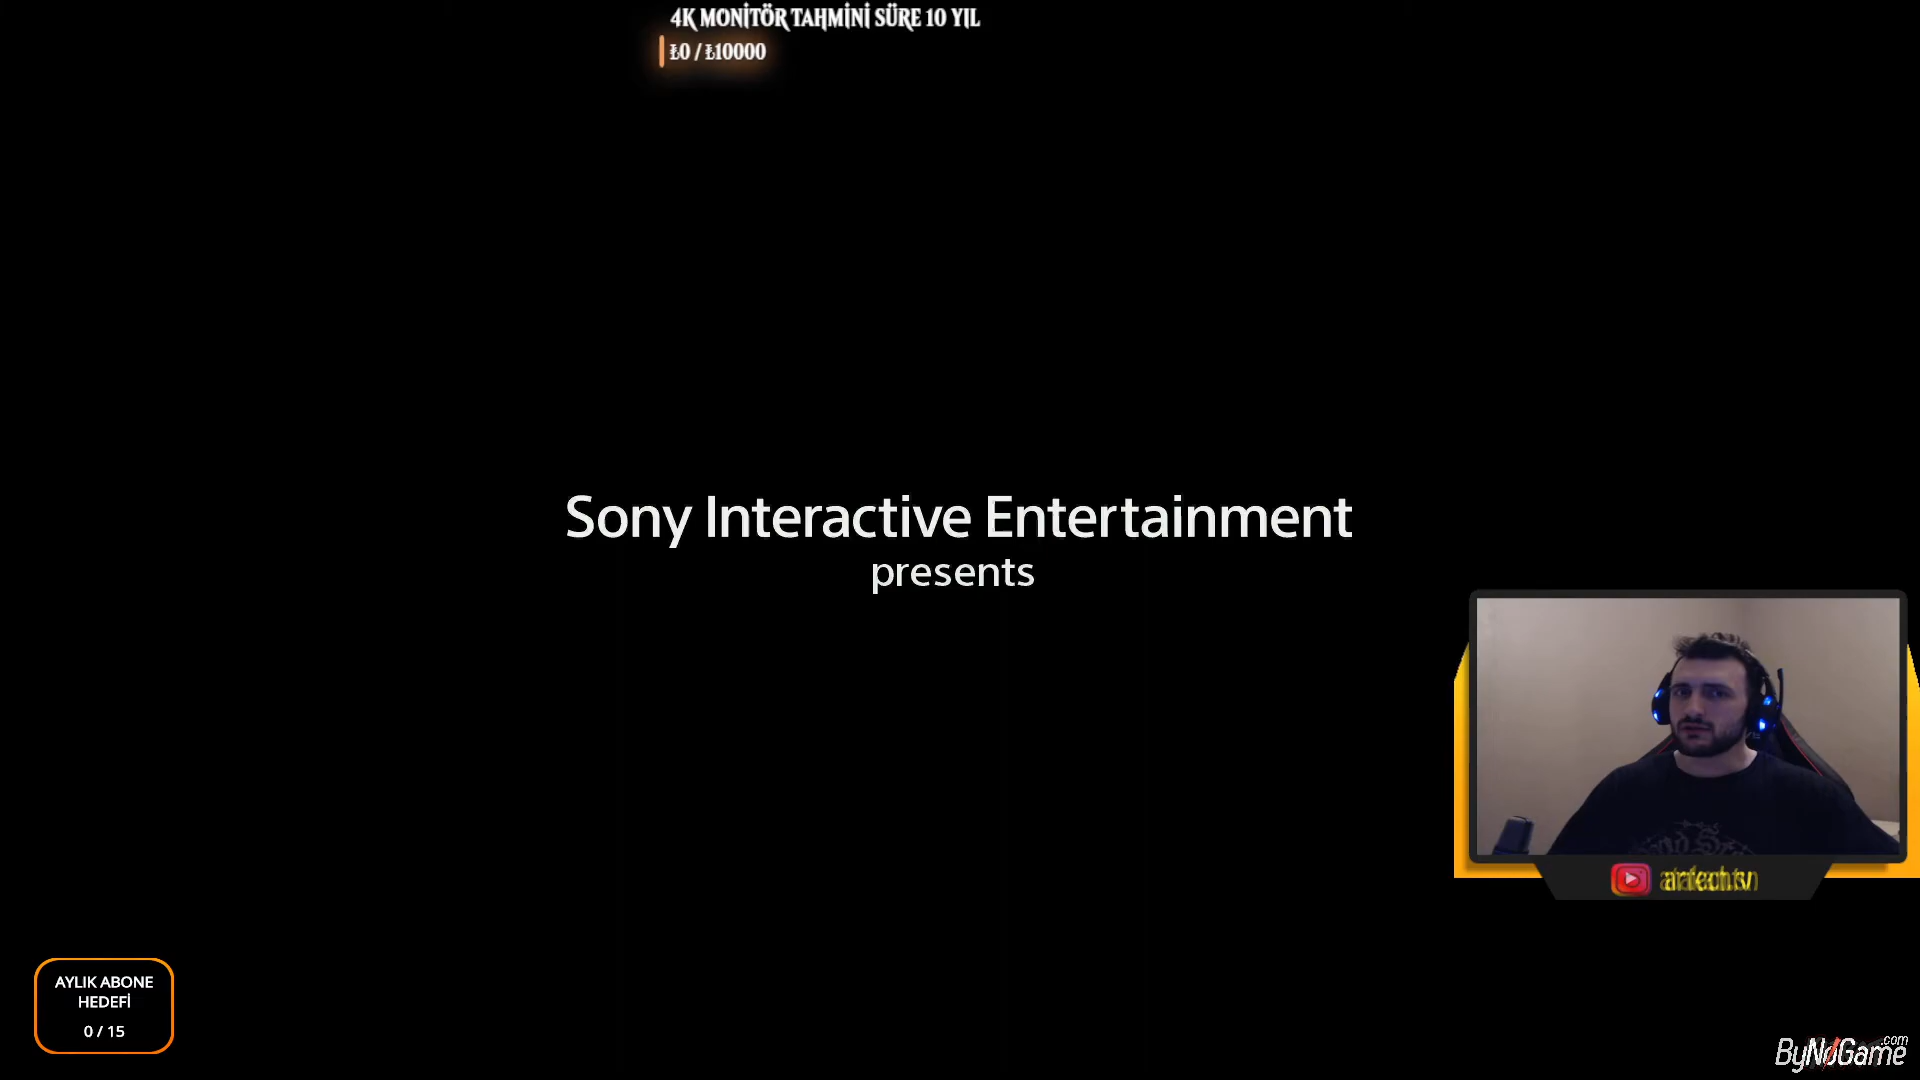 4K MONİTÖR TAHMİNİ SÜRE 10 YIL
₺0 / ₺10000
Sony Interactive Entertainment
presents
AYLIK ABONE
HEDEFİ
0 / 15
ByNoGame.com